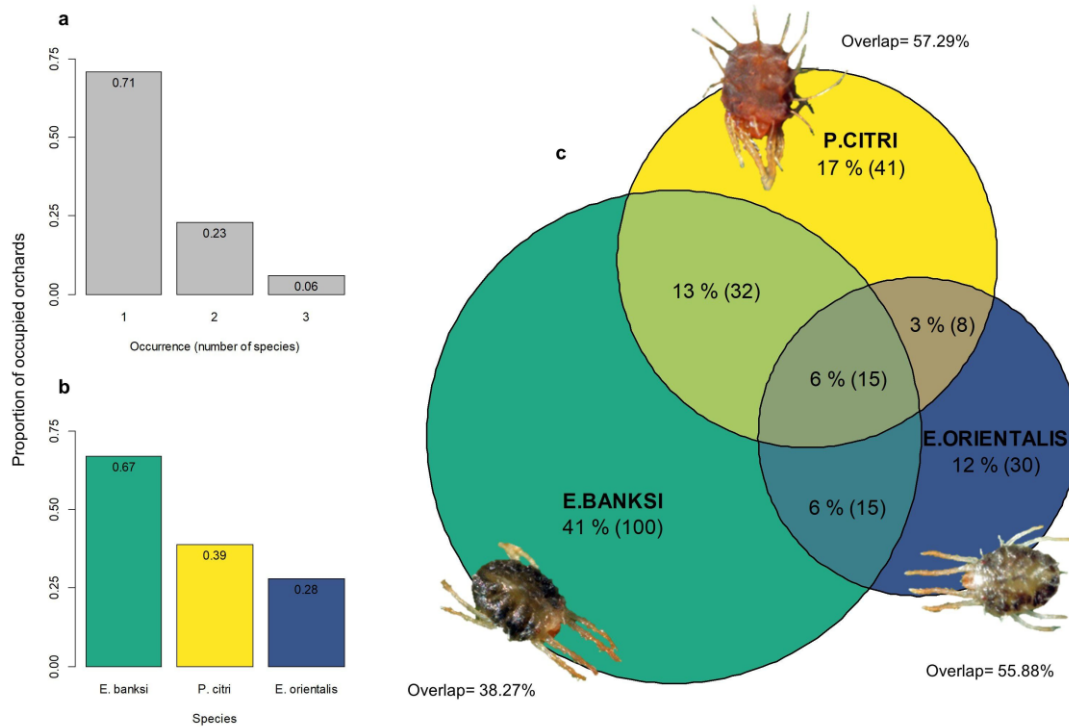 a
Proportion of occupied orchards
0.75
0.50
0.25
0.00
0.71
0.23
0.06
1 2 3
Occurrence (number of species)
b
0.75
0.50
0.25
0.00
0.67
0.39
0.28
E. banksi P. citri E. orientalis
Species
c
Overlap= 57.29%
P.CITRI
17 % (41)
13 % (32)
3 % (8)
6 % (15)
E.ORIENTALIS
12 % (30)
E.BANKSI
41 % (100)
6 % (15)
Overlap= 38.27%
Overlap= 55.88%